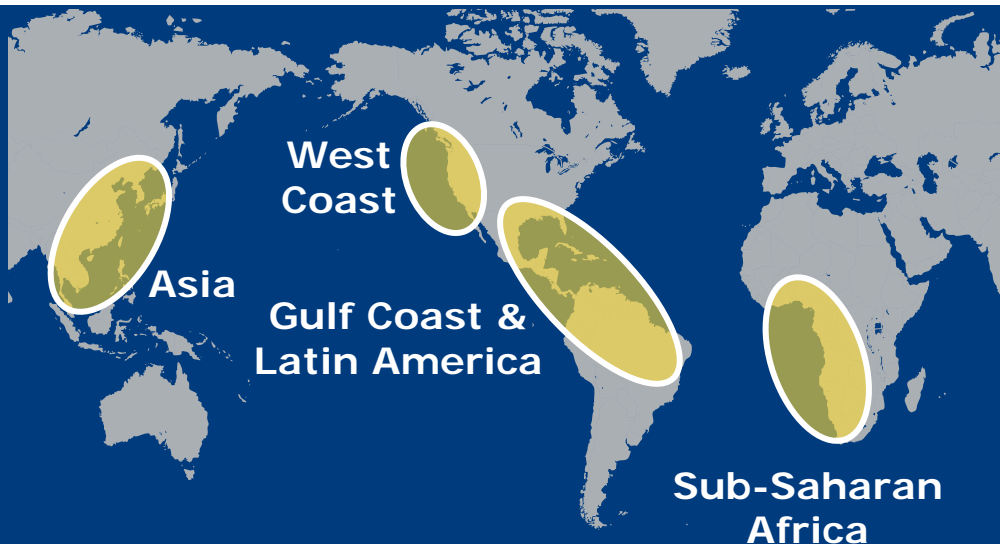 West
Coast
Asia
Gulf Coast &
Latin America
Sub-Saharan
Africa